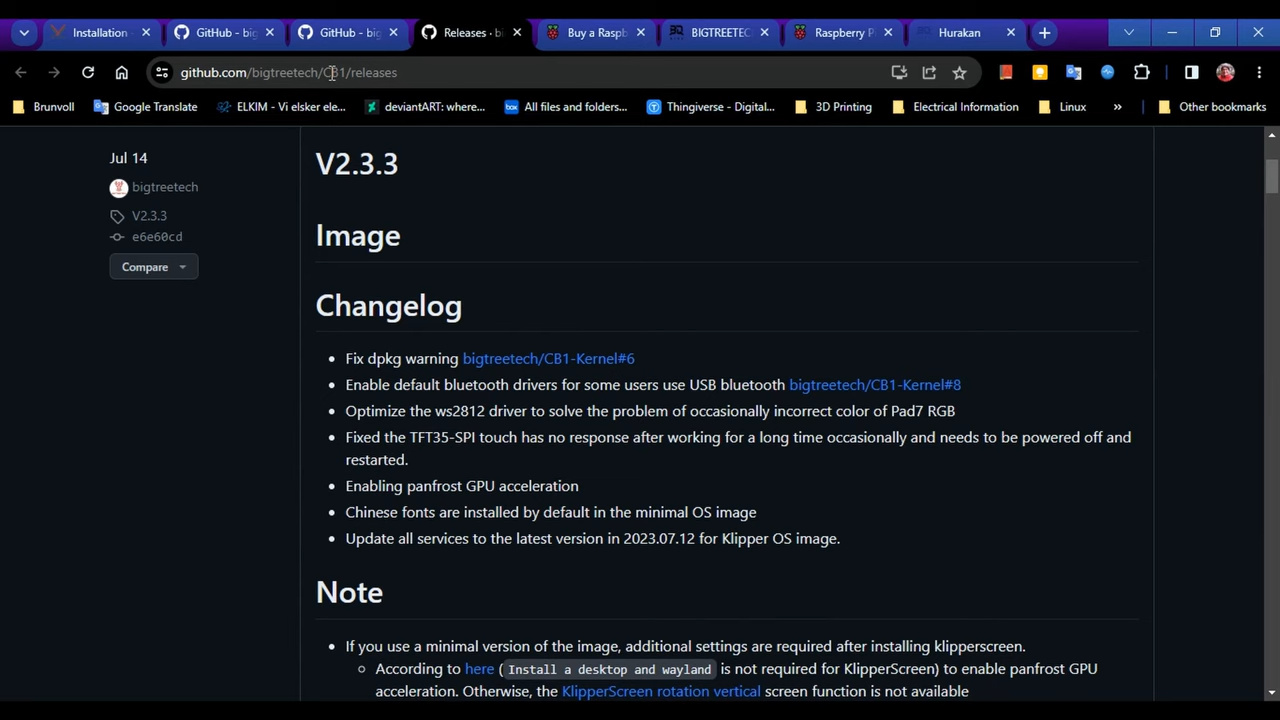 Installation
GitHub - big
GitHub - big
Releases · bi
Buy a Raspb
BIGTREETEC
Raspberry P
Hurakan
github.com/bigtreetech/CB1/releases
Brunvoll
Google Translate
ELKIM - Vi elsker ele...
deviantART: where...
All files and folders...
Thingiverse - Digital...
3D Printing
Electrical Information
Linux
»
Other bookmarks
Jul 14
bigtreetech
V2.3.3
e6e60cd
Compare
V2.3.3
Image
Changelog
• Fix dpkg warning bigtreetech/CB1-Kernel#6
• Enable default bluetooth drivers for some users use USB bluetooth bigtreetech/CB1-Kernel#8
• Optimize the ws2812 driver to solve the problem of occasionally incorrect color of Pad7 RGB
• Fixed the TFT35-SPI touch has no response after working for a long time occasionally and needs to be powered off and
restarted.
• Enabling panfrost GPU acceleration
• Chinese fonts are installed by default in the minimal OS image
• Update all services to the latest version in 2023.07.12 for Klipper OS image.
Note
• If you use a minimal version of the image, additional settings are required after installing klipperscreen.
According to here ( Install a desktop and wayland is not required for KlipperScreen) to enable panfrost GPU
acceleration. Otherwise, the KlipperScreen rotation vertical screen function is not available